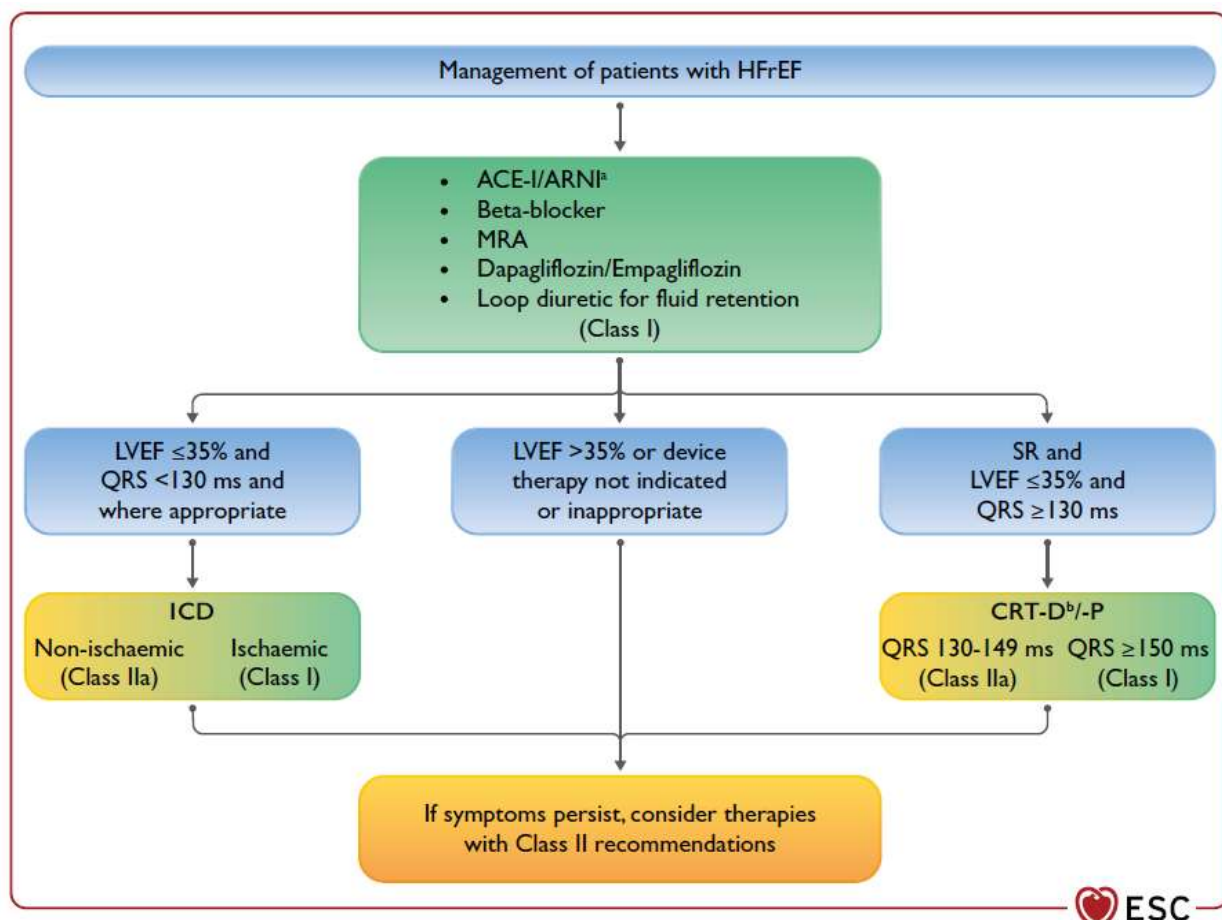 Management of patients with HFrEF
• ACE-I/ARNIᵃ
• Beta-blocker
• MRA
• Dapagliflozin/Empagliflozin
• Loop diuretic for fluid retention
(Class I)
LVEF ≤35% and
QRS <130 ms and
where appropriate
LVEF >35% or device
therapy not indicated
or inappropriate
SR and
LVEF ≤35% and
QRS ≥130 ms
ICD
Non-ischaemic
(Class IIa)
Ischaemic
(Class I)
CRT-Dᵇ/-P
QRS 130-149 ms
(Class IIa)
QRS ≥150 ms
(Class I)
If symptoms persist, consider therapies
with Class II recommendations
ESC